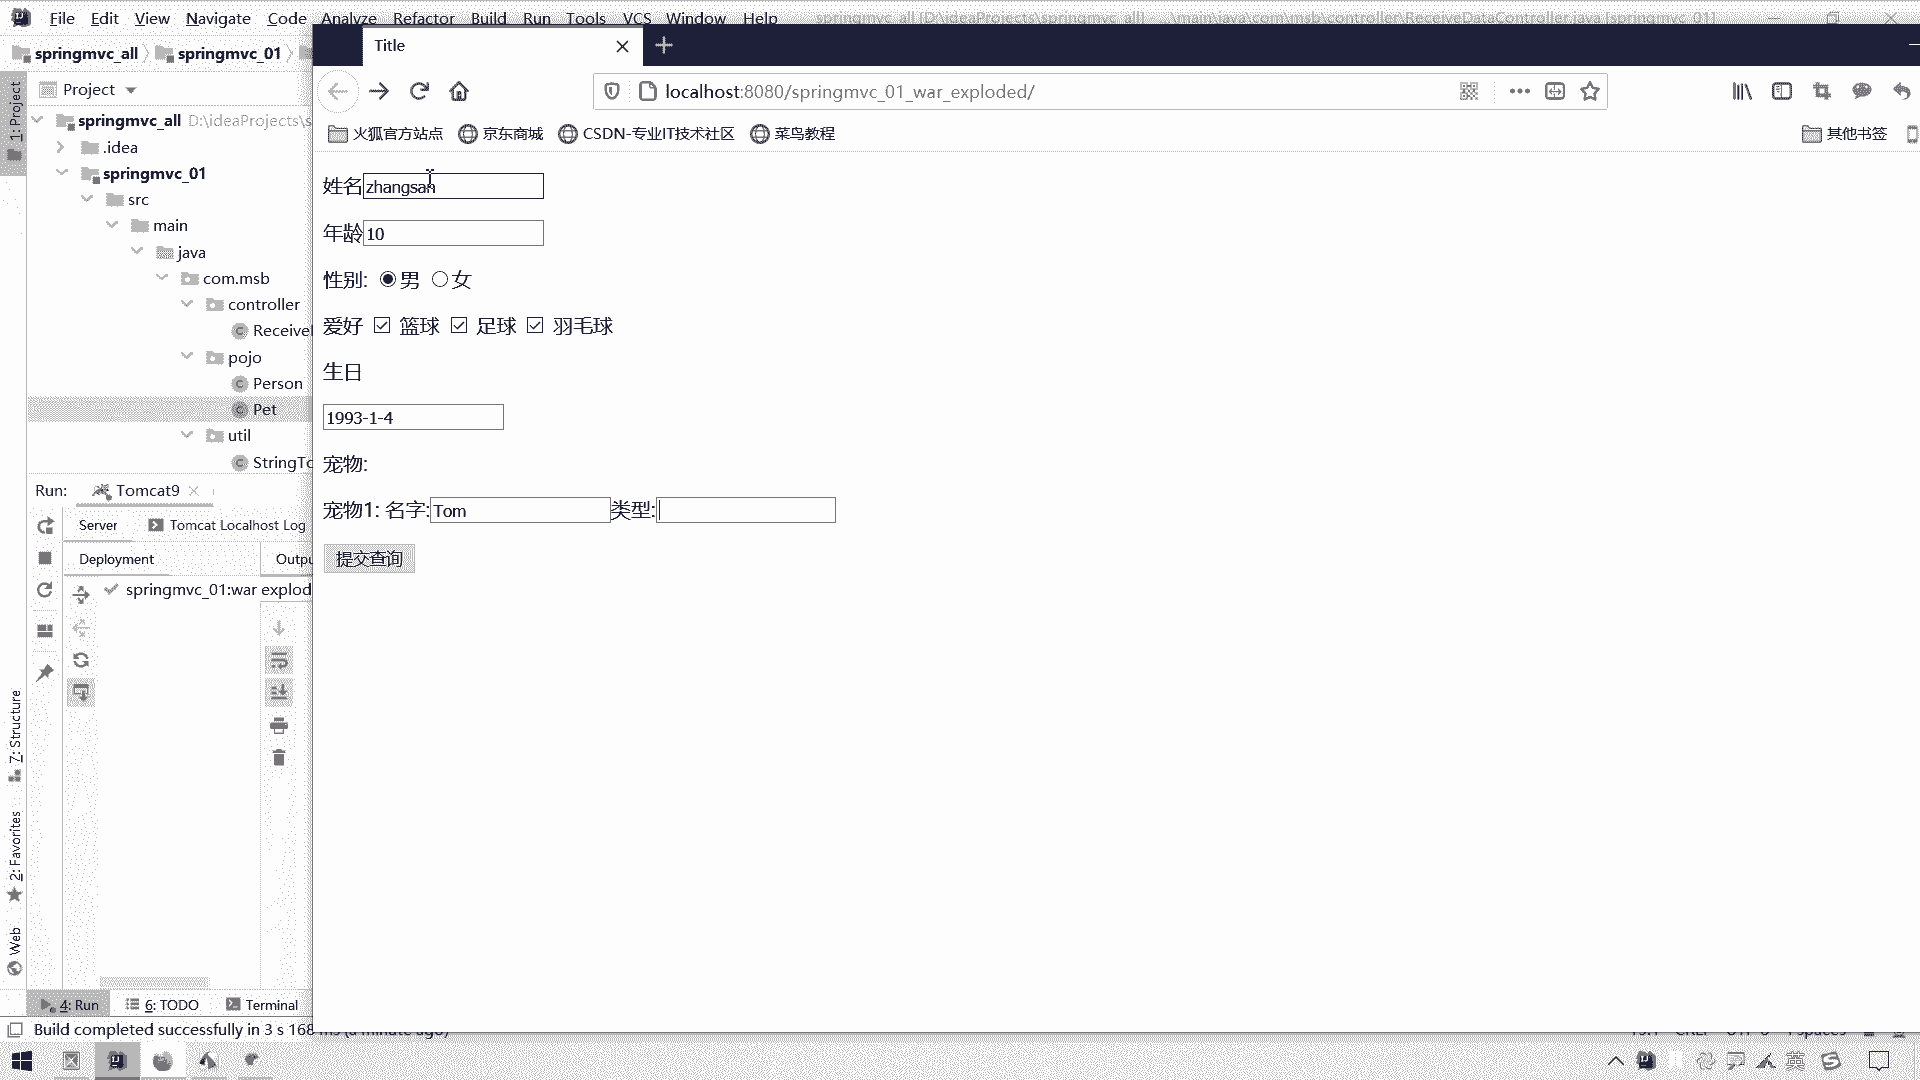 File Edit View Navigate Code Analyze Refactor Build Run Tools VCS Window Help springmvc_all [D:\ideaProjects\springmvc_all] - ...\main\java\com\msb\controller\ReceiveDataController.java [springmvc_01]
springmvc_all springmvc_01
Title
localhost:8080/springmvc_01_war_exploded/
火狐官方站点 京东商城 CSDN-专业IT技术社区 菜鸟教程 其他书签
1: Project
Project
springmvc_all D:\ideaProjects\s
.idea
springmvc_01
src
main
java
com.msb
controller
Receive
pojo
Person
Pet
util
StringTo
姓名 zhangsan
年龄 10
性别: 男 女
爱好 篮球 足球 羽毛球
生日
1993-1-4
宠物:
宠物1: 名字: Tom 类型:
提交查询
Run: Tomcat9
Server Tomcat Localhost Log
Deployment Outpu
springmvc_01:war explod
7: Structure
2: Favorites
Web
4: Run 6: TODO Terminal
Build completed successfully in 3 s 168 ms (a minute ago)
英